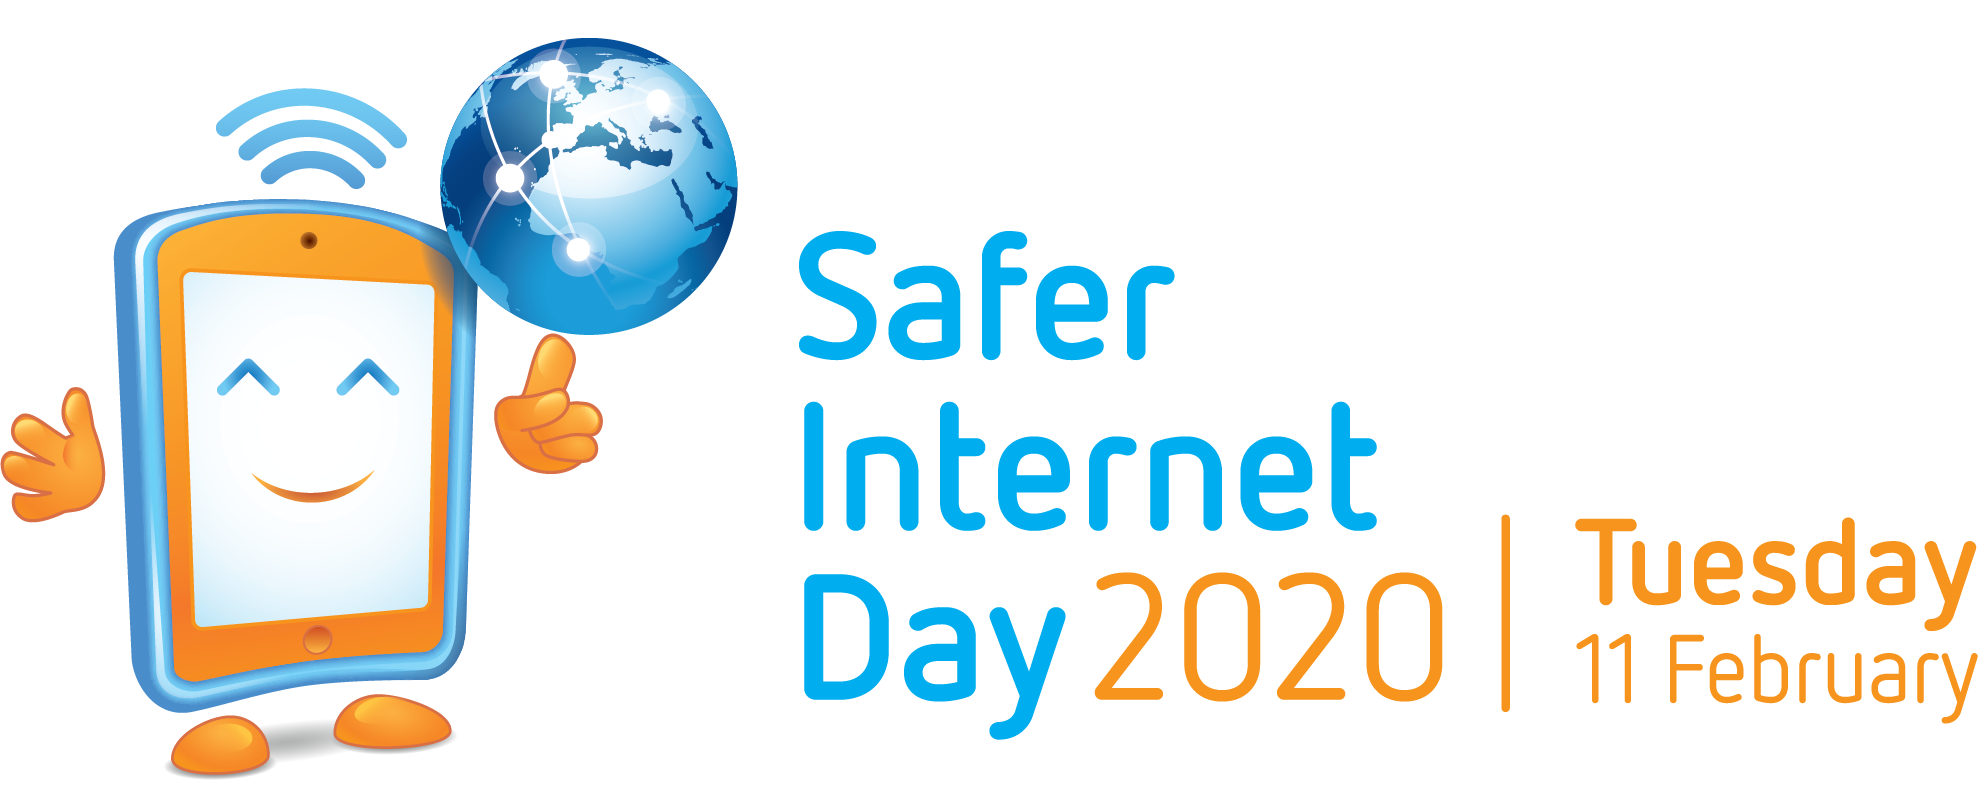 Safer
Internet
Day 2020
Tuesday
11 February